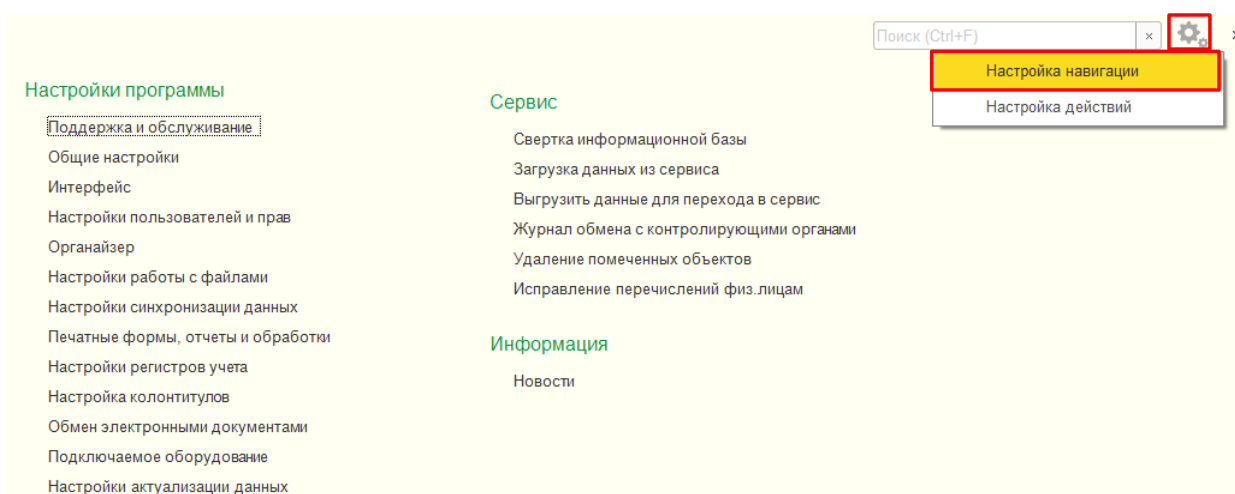 Поиск (Ctrl+F) ×
Настройка навигации
Настройка действий
Настройки программы
Поддержка и обслуживание
Общие настройки
Интерфейс
Настройки пользователей и прав
Органайзер
Настройки работы с файлами
Настройки синхронизации данных
Печатные формы, отчеты и обработки
Настройки регистров учета
Настройка колонтитулов
Обмен электронными документами
Подключаемое оборудование
Настройки актуализации данных
Сервис
Свертка информационной базы
Загрузка данных из сервиса
Выгрузить данные для перехода в сервис
Журнал обмена с контролирующими органами
Удаление помеченных объектов
Исправление перечислений физ.лицам
Информация
Новости